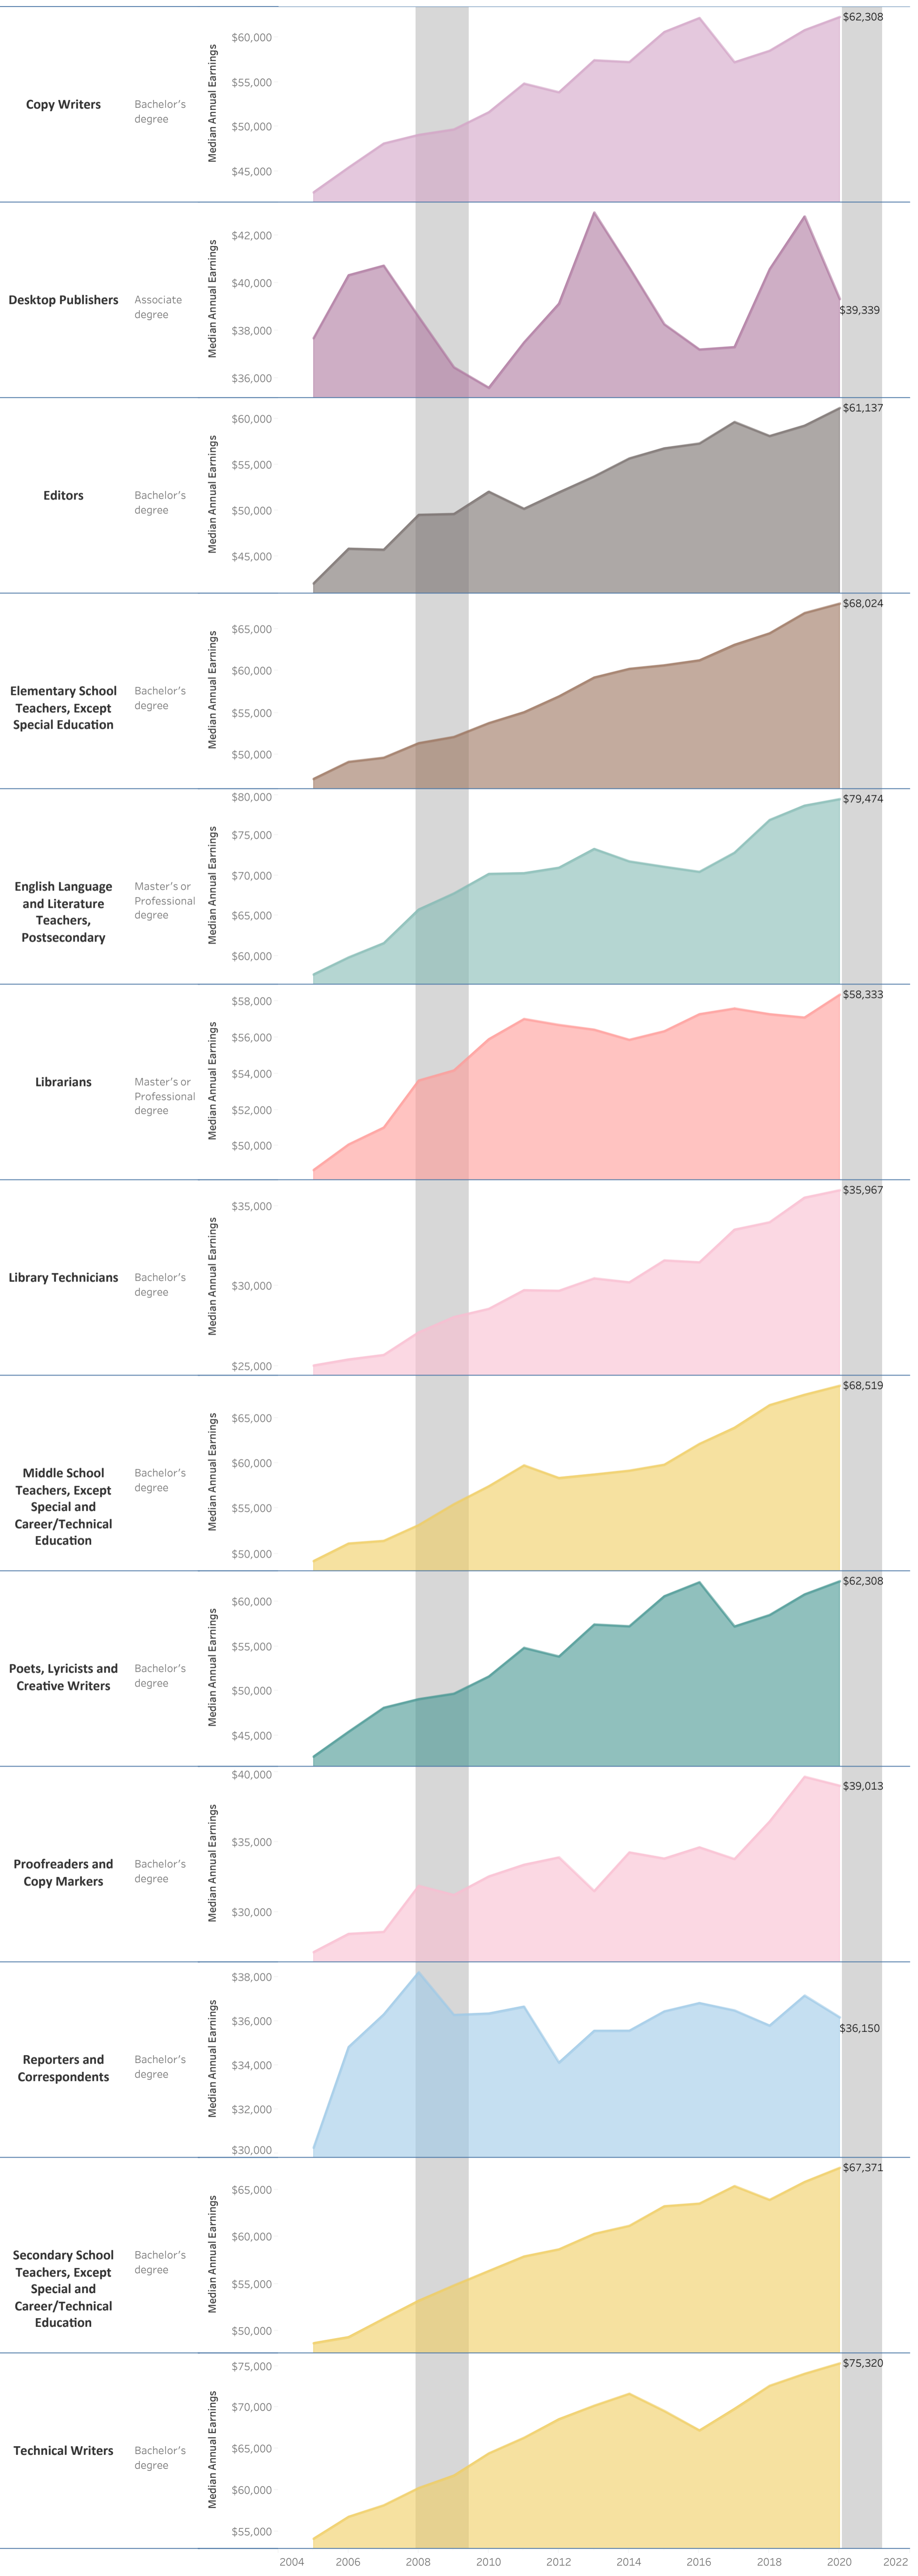 Copy Writers
Bachelor's
degree
Median Annual Earnings
$60,000
$55,000
$50,000
$45,000
$62,308
Desktop Publishers
Associate
degree
Median Annual Earnings
$42,000
$40,000
$38,000
$36,000
$39,339
Editors
Bachelor's
degree
Median Annual Earnings
$60,000
$55,000
$50,000
$45,000
$61,137
Elementary School
Teachers, Except
Special Education
Bachelor's
degree
Median Annual Earnings
$65,000
$60,000
$55,000
$50,000
$68,024
English Language
and Literature
Teachers,
Postsecondary
Master's or
Professional
degree
Median Annual Earnings
$80,000
$75,000
$70,000
$65,000
$60,000
$79,474
Librarians
Master's or
Professional
degree
Median Annual Earnings
$58,000
$56,000
$54,000
$52,000
$50,000
$58,333
Library Technicians
Bachelor's
degree
Median Annual Earnings
$35,000
$30,000
$25,000
$35,967
Middle School
Teachers, Except
Special and
Career/Technical
Education
Bachelor's
degree
Median Annual Earnings
$65,000
$60,000
$55,000
$50,000
$68,519
Poets, Lyricists and
Creative Writers
Bachelor's
degree
Median Annual Earnings
$60,000
$55,000
$50,000
$45,000
$62,308
Proofreaders and
Copy Markers
Bachelor's
degree
Median Annual Earnings
$40,000
$35,000
$30,000
$39,013
Reporters and
Correspondents
Bachelor's
degree
Median Annual Earnings
$38,000
$36,000
$34,000
$32,000
$30,000
$36,150
Secondary School
Teachers, Except
Special and
Career/Technical
Education
Bachelor's
degree
Median Annual Earnings
$65,000
$60,000
$55,000
$50,000
$67,371
Technical Writers
Bachelor's
degree
Median Annual Earnings
$75,000
$70,000
$65,000
$60,000
$55,000
$75,320
2004 2006 2008 2010 2012 2014 2016 2018 2020 2022